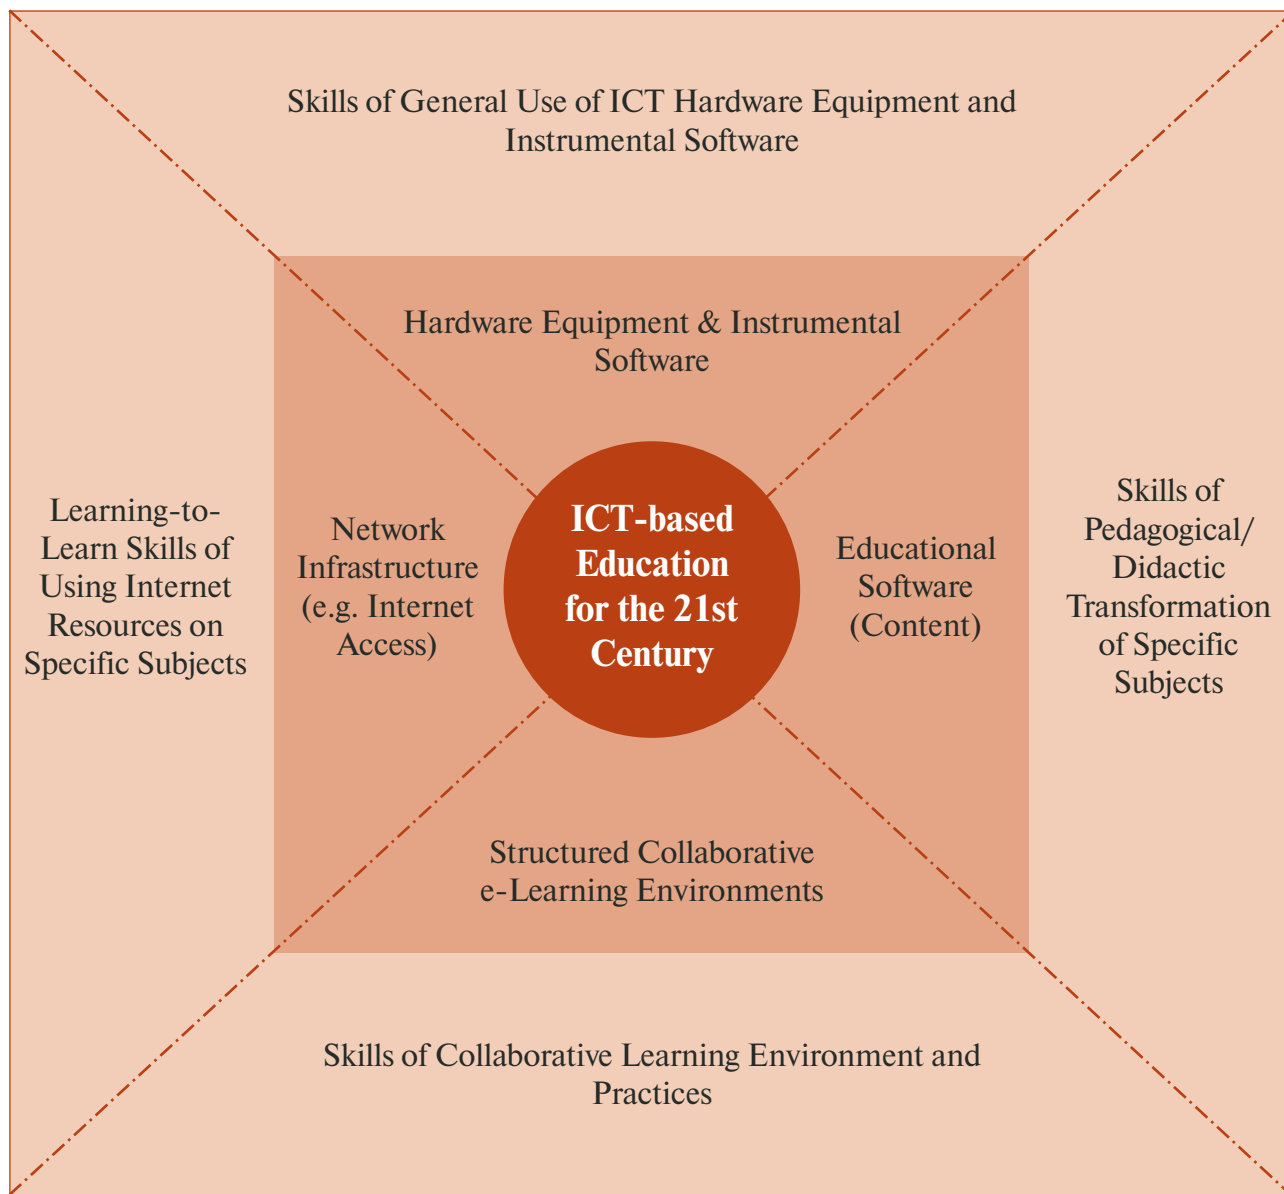 Skills of General Use of ICT Hardware Equipment and
Instrumental Software
Hardware Equipment & Instrumental
Software
Learning-to-
Learn Skills of
Using Internet
Resources on
Specific Subjects
Network
Infrastructure
(e.g. Internet
Access)
ICT-based
Education
for the 21st
Century
Educational
Software
(Content)
Skills of
Pedagogical/
Didactic
Transformation
of Specific
Subjects
Structured Collaborative
e-Learning Environments
Skills of Collaborative Learning Environment and
Practices